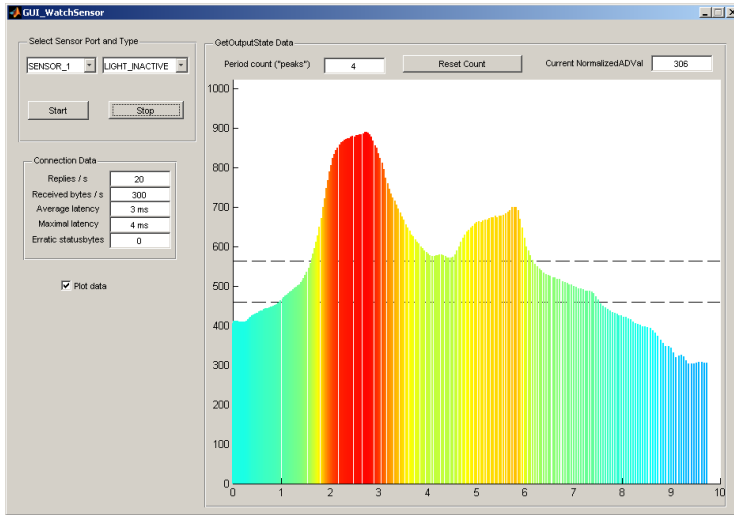 GUI_WatchSensor
Select Sensor Port and Type
SENSOR_1 LIGHT_INACTIVE
Start Stop
Connection Data
Replies / s 20
Received bytes / s 300
Average latency 3 ms
Maximal latency 4 ms
Erratic statusbytes 0
Plot data
GetOutputState Data
Period count ("peaks") 4 Reset Count Current NormalizedADVal 306
1000
900
800
700
600
500
400
300
200
100
0
0 1 2 3 4 5 6 7 8 9 10